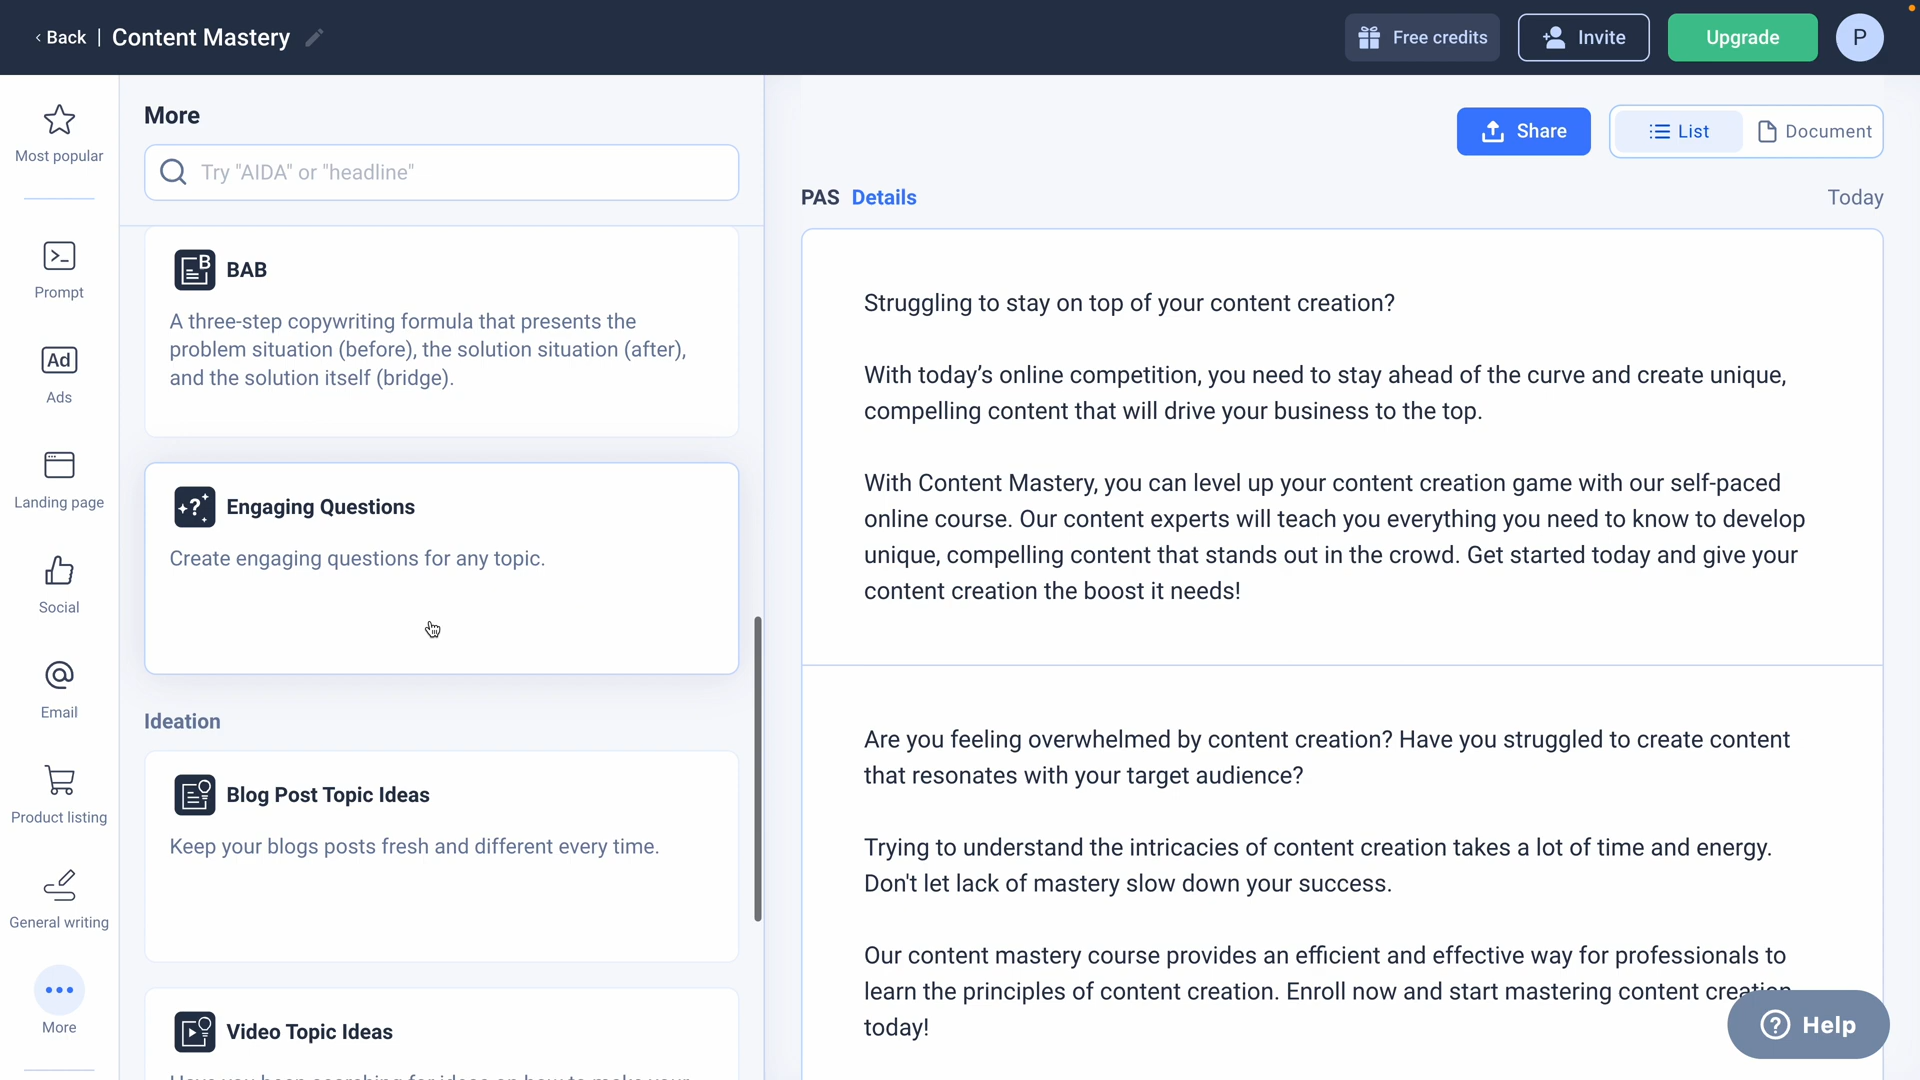 ‹ Back | Content Mastery
Free credits
Invite
Upgrade
P
Most popular
Prompt
Ad
Ads
Landing page
Social
Email
Product listing
General writing
More
More
Try "AIDA" or "headline"
BAB
A three-step copywriting formula that presents the
problem situation (before), the solution situation (after),
and the solution itself (bridge).
Engaging Questions
Create engaging questions for any topic.
Ideation
Blog Post Topic Ideas
Keep your blogs posts fresh and different every time.
Video Topic Ideas
Share
List
Document
PAS Details
Today
Struggling to stay on top of your content creation?
With today’s online competition, you need to stay ahead of the curve and create unique,
compelling content that will drive your business to the top.
With Content Mastery, you can level up your content creation game with our self-paced
online course. Our content experts will teach you everything you need to know to develop
unique, compelling content that stands out in the crowd. Get started today and give your
content creation the boost it needs!
Are you feeling overwhelmed by content creation? Have you struggled to create content
that resonates with your target audience?
Trying to understand the intricacies of content creation takes a lot of time and energy.
Don't let lack of mastery slow down your success.
Our content mastery course provides an efficient and effective way for professionals to
learn the principles of content creation. Enroll now and start mastering content creation
today!
Help